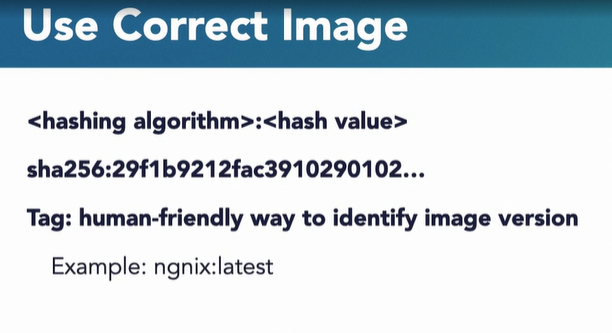 Use Correct Image
<hashing algorithm>:<hash value>
sha256:29f1b9212fac3910290102...
Tag: human-friendly way to identify image version
Example: ngnix:latest